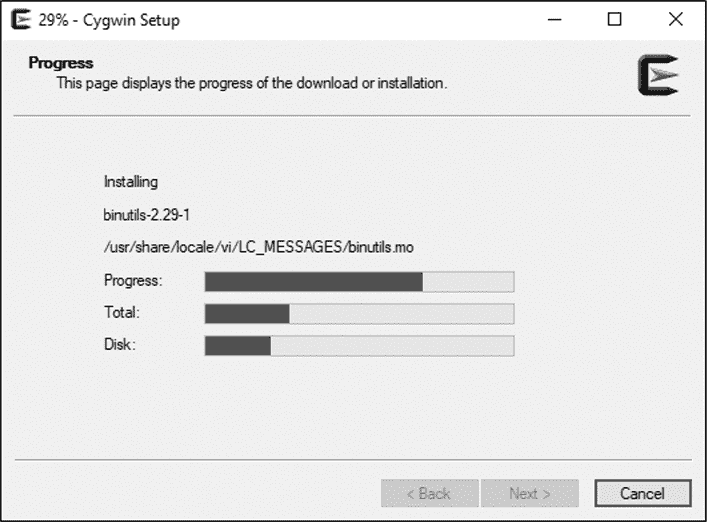 29% - Cygwin Setup
Progress
This page displays the progress of the download or installation.
Installing
binutils-2.29-1
/usr/share/locale/vi/LC_MESSAGES/binutils.mo
Progress:
Total:
Disk:
< Back Next > Cancel